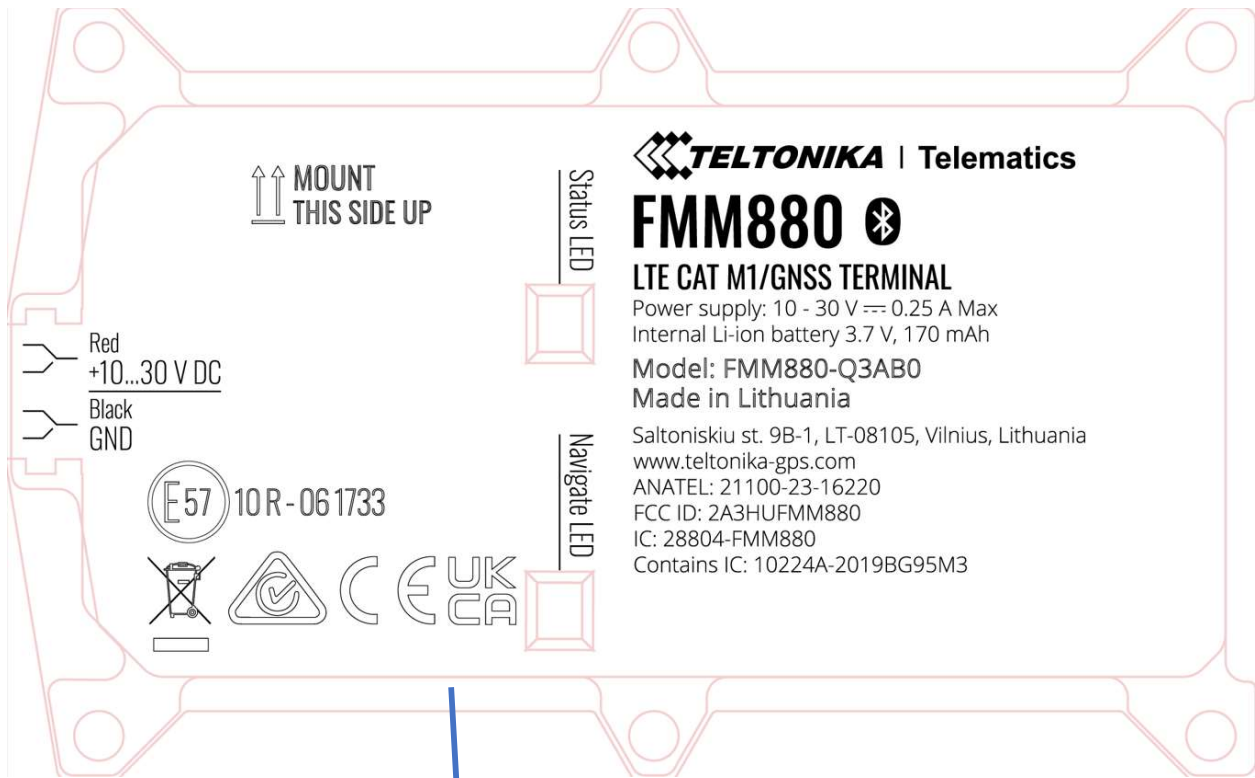 MOUNT
THIS SIDE UP
Red
+10...30 V DC
Black
GND
E57 10 R - 06 1733
CE
UK
CA
Status LED
Navigate LED
TELTONIKA | Telematics
FMM880
LTE CAT M1/GNSS TERMINAL
Power supply: 10 - 30 V ⎓ 0.25 A Max
Internal Li-ion battery 3.7 V, 170 mAh
Model: FMM880-Q3AB0
Made in Lithuania
Saltoniskiu st. 9B-1, LT-08105, Vilnius, Lithuania
www.teltonika-gps.com
ANATEL: 21100-23-16220
FCC ID: 2A3HUFMM880
IC: 28804-FMM880
Contains IC: 10224A-2019BG95M3